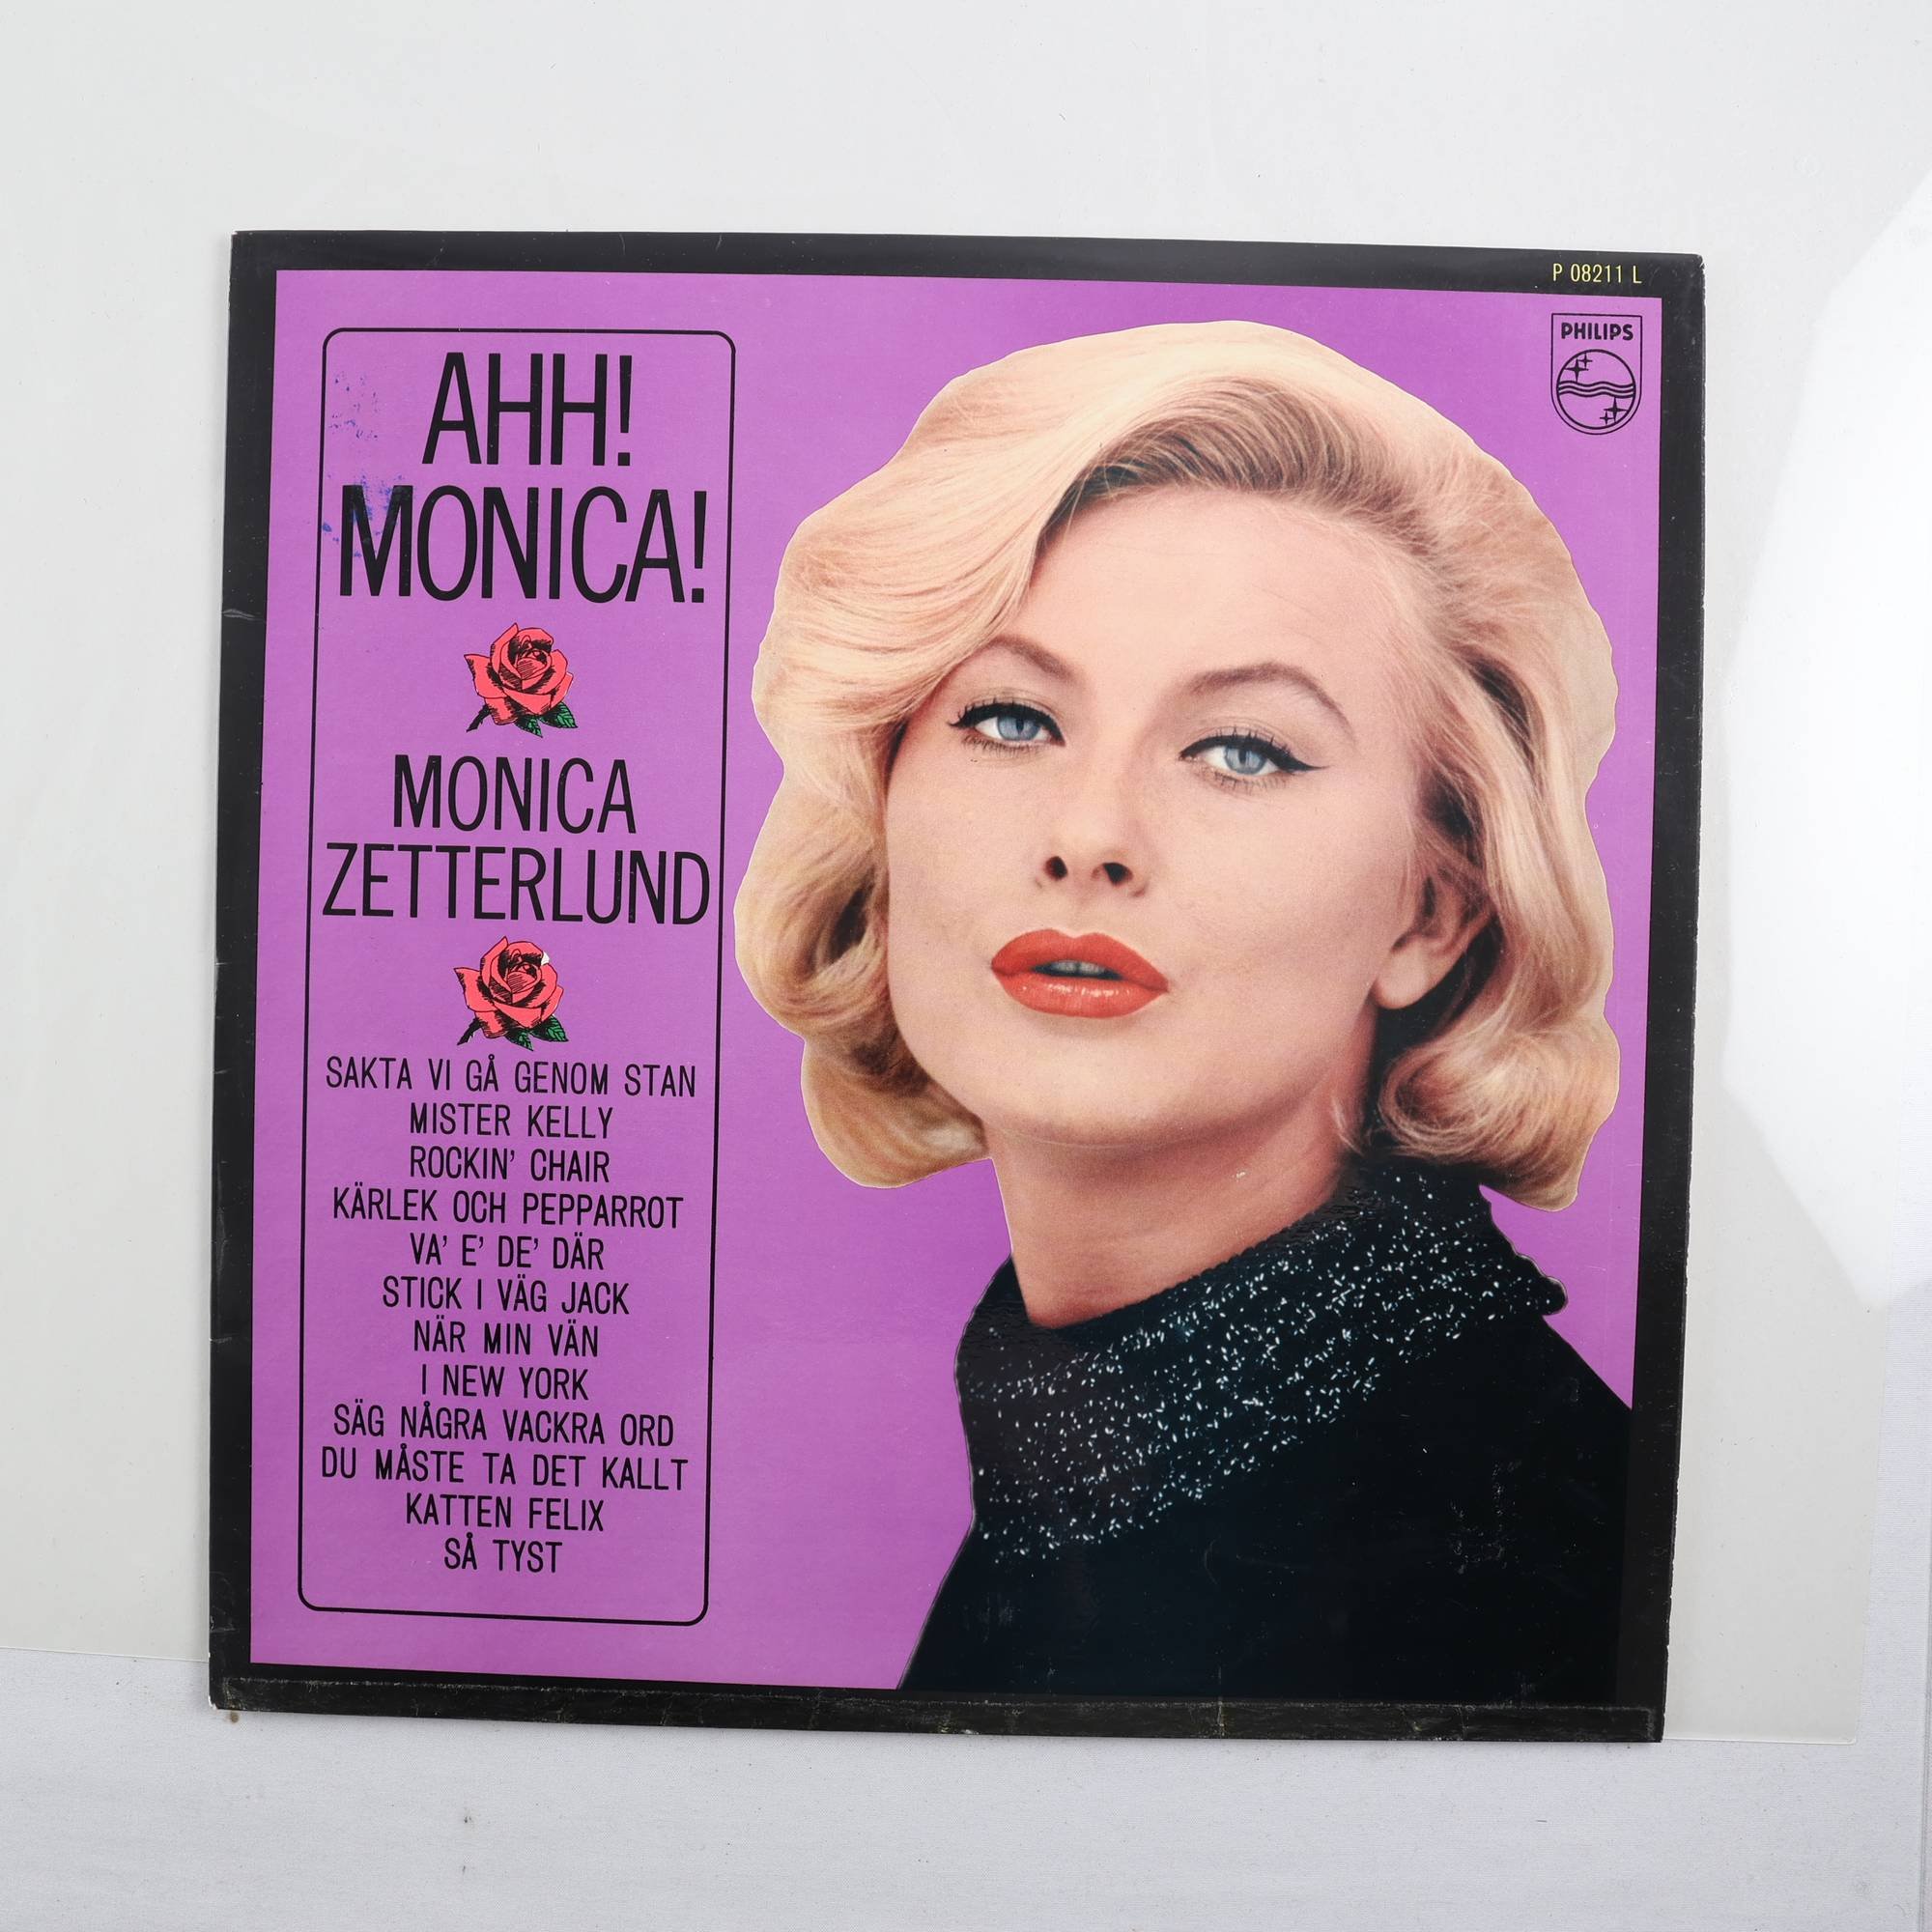 P 08211 L
PHILIPS
AHH!
MONICA!
MONICA
ZETTERLUND
SAKTA VI GÅ GENOM STAN
MISTER KELLY
ROCKIN' CHAIR
KÄRLEK OCH PEPPARROT
VA' E' DE' DÄR
STICK I VÄG JACK
NÄR MIN VÄN
I NEW YORK
SÄG NÅGRA VACKRA ORD
DU MÅSTE TA DET KALLT
KATTEN FELIX
SÅ TYST